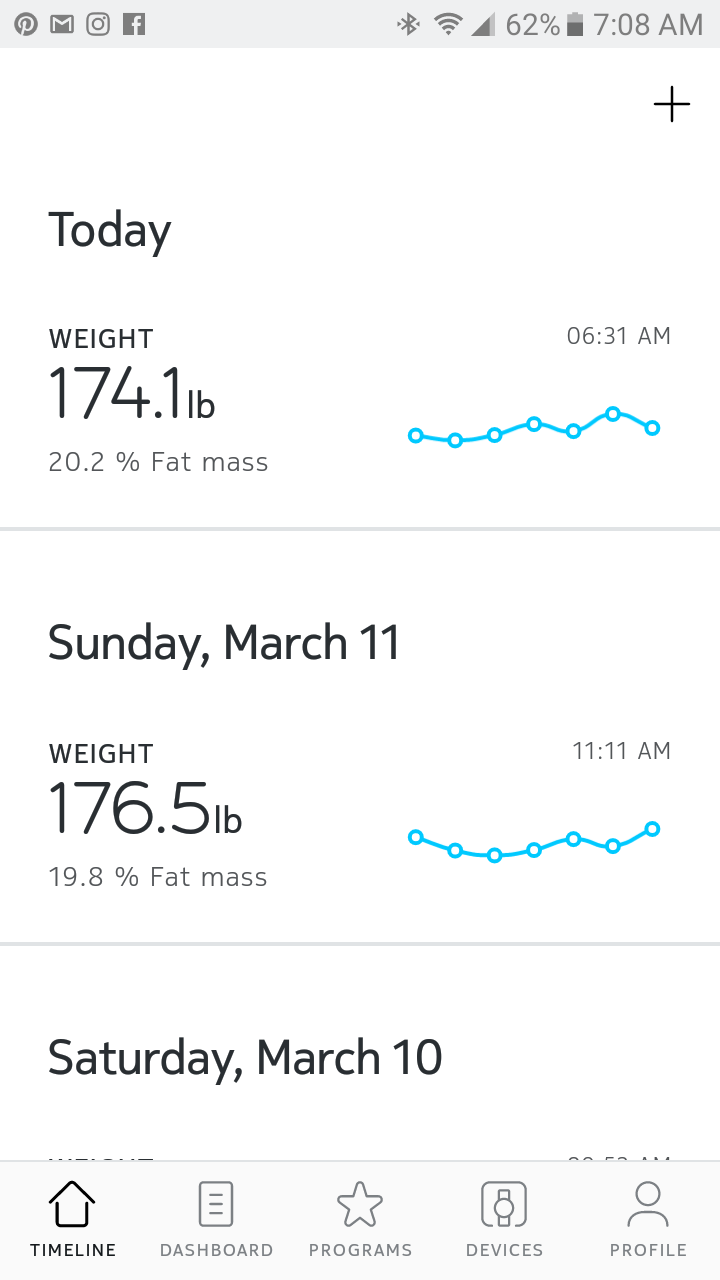 62% 7:08 AM
Today
WEIGHT 06:31 AM
174.1lb
20.2 % Fat mass
Sunday, March 11
WEIGHT 11:11 AM
176.5lb
19.8 % Fat mass
Saturday, March 10
TIMELINE DASHBOARD PROGRAMS DEVICES PROFILE